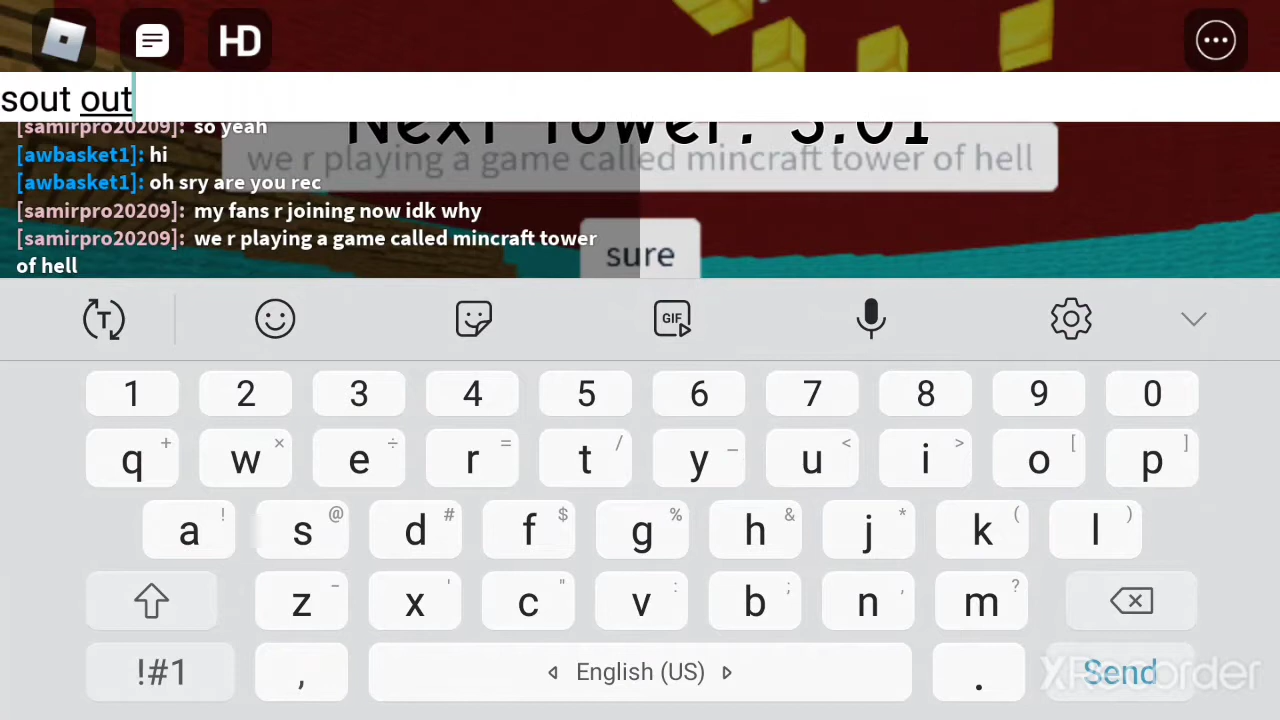 HD
sout out
Next Tower: 3:01
[samirpro20209]: so yeah
[awbasket1]: hi
[awbasket1]: oh sry are you rec
[samirpro20209]: my fans r joining now idk why
[samirpro20209]: we r playing a game called mincraft tower
of hell
we r playing a game called mincraft tower of hell
sure
T
GIF
1 2 3 4 5 6 7 8 9 0
q + w × e ÷ r = t / y _ u < i > o [ p ]
a ! s @ d # f $ g % h & j * k ( l )
z - x ' c " v : b ; n , m ?
!#1 , English (US) . Send
XRecorder